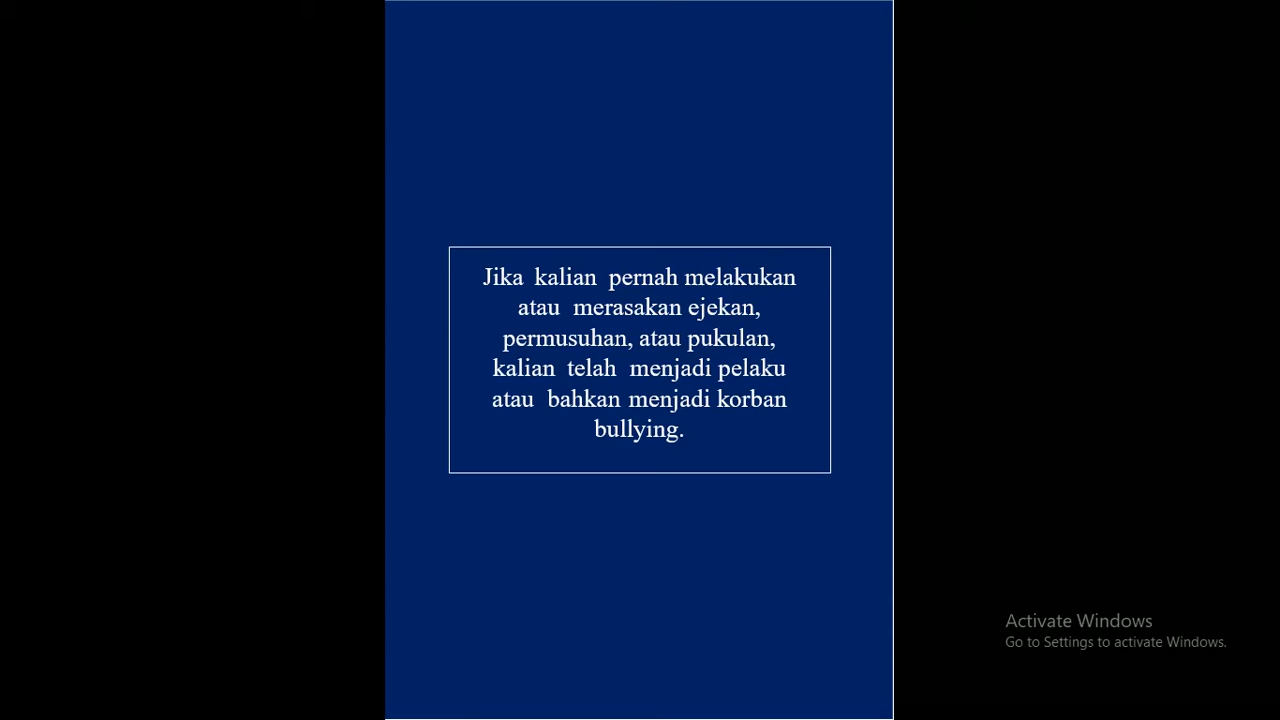 Jika kalian pernah melakukan
atau merasakan ejekan,
permusuhan, atau pukulan,
kalian telah menjadi pelaku
atau bahkan menjadi korban
bullying.
Activate Windows
Go to Settings to activate Windows.